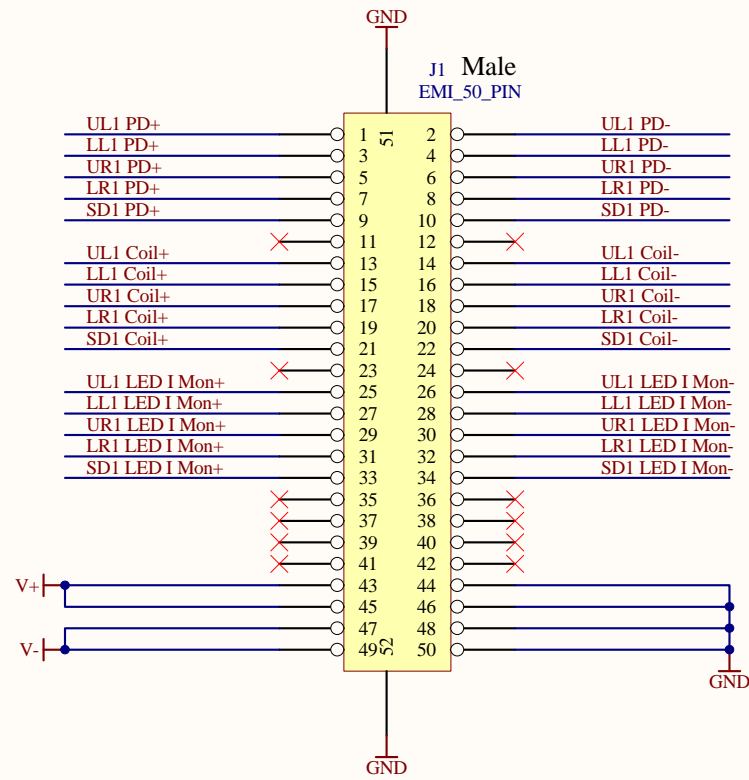 GND
J1 Male
EMI_50_PIN
UL1 PD+ 1 51 2 UL1 PD-
LL1 PD+ 3 4 LL1 PD-
UR1 PD+ 5 6 UR1 PD-
LR1 PD+ 7 8 LR1 PD-
SD1 PD+ 9 10 SD1 PD-
11 12
UL1 Coil+ 13 14 UL1 Coil-
LL1 Coil+ 15 16 LL1 Coil-
UR1 Coil+ 17 18 UR1 Coil-
LR1 Coil+ 19 20 LR1 Coil-
SD1 Coil+ 21 22 SD1 Coil-
23 24
UL1 LED I Mon+ 25 26 UL1 LED I Mon-
LL1 LED I Mon+ 27 28 LL1 LED I Mon-
UR1 LED I Mon+ 29 30 UR1 LED I Mon-
LR1 LED I Mon+ 31 32 LR1 LED I Mon-
SD1 LED I Mon+ 33 34 SD1 LED I Mon-
35 36
37 38
39 40
41 42
V+ 43 44
45 46
47 48
V- 49 52 50
GND
GND